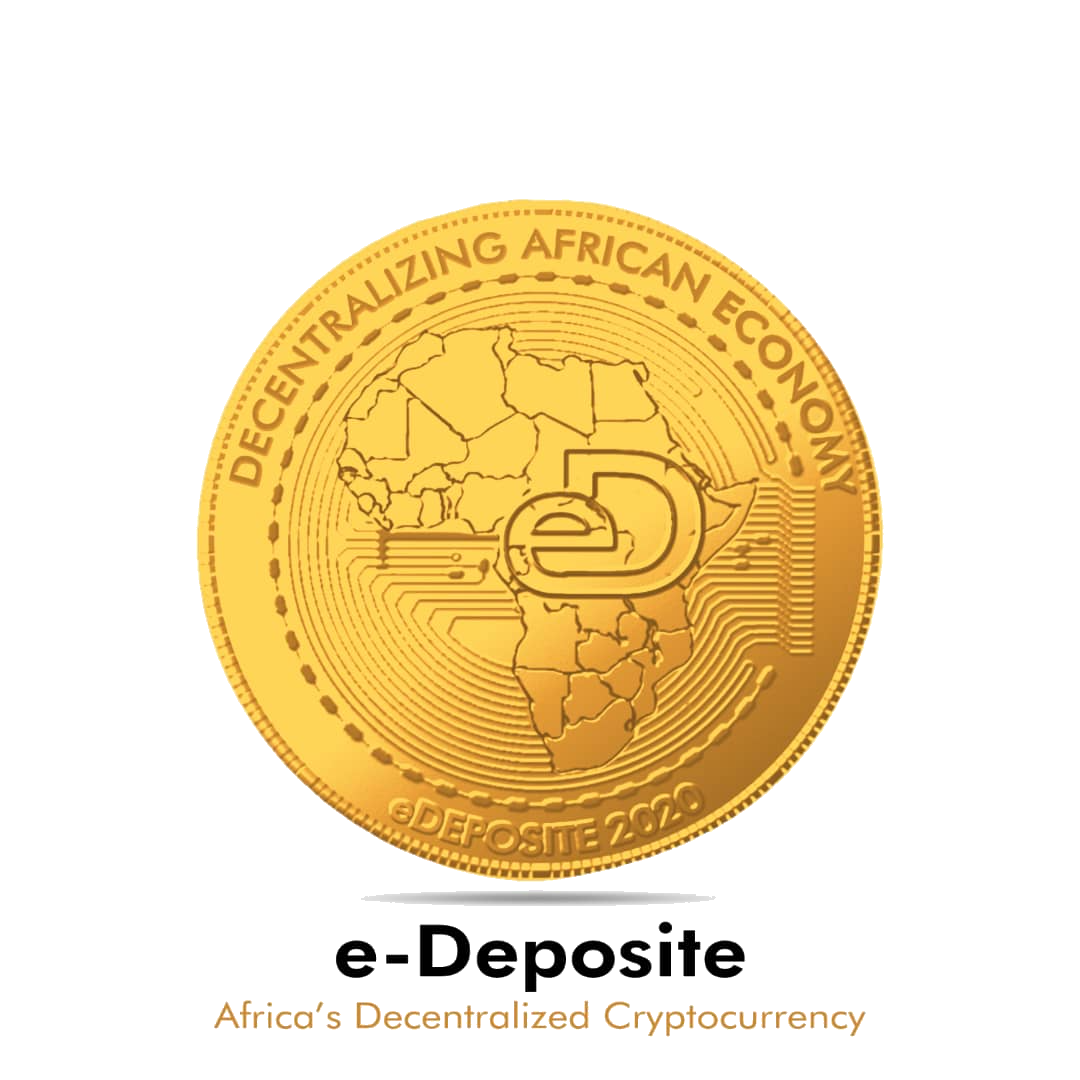 DECENTRALIZING AFRICAN ECONOMY
eD
eDEPOSITE 2020
e-Deposite
Africa's Decentralized Cryptocurrency